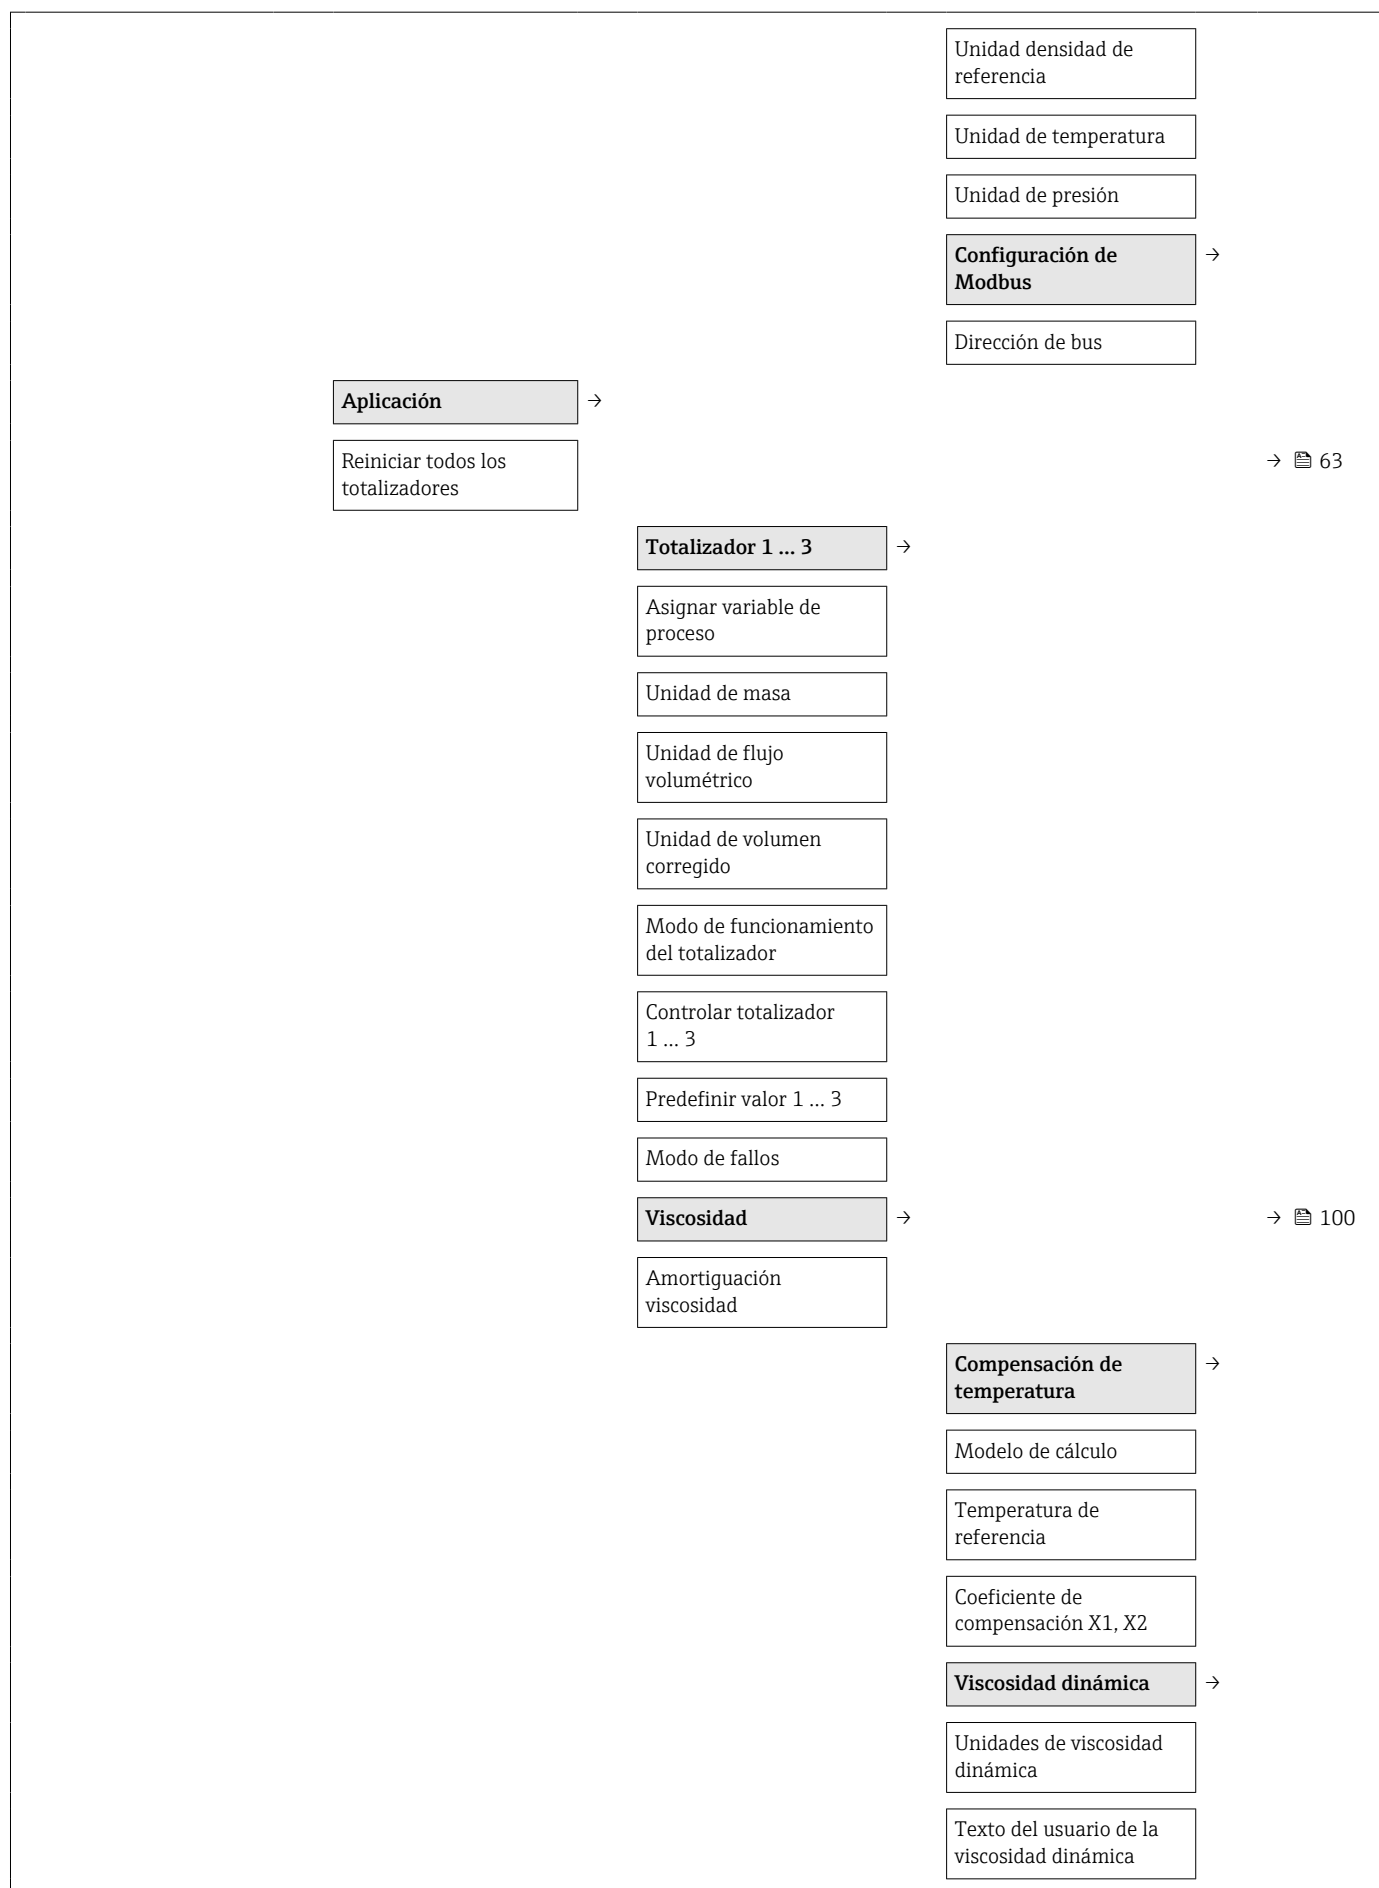 Unidad densidad de
referencia
Unidad de temperatura
Unidad de presión
Configuración de →
Modbus
Dirección de bus
Aplicación →
Reiniciar todos los → 63
totalizadores
Totalizador 1 ... 3 →
Asignar variable de
proceso
Unidad de masa
Unidad de flujo
volumétrico
Unidad de volumen
corregido
Modo de funcionamiento
del totalizador
Controlar totalizador
1 ... 3
Predefinir valor 1 ... 3
Modo de fallos
Viscosidad → → 100
Amortiguación
viscosidad
Compensación de →
temperatura
Modelo de cálculo
Temperatura de
referencia
Coeficiente de
compensación X1, X2
Viscosidad dinámica →
Unidades de viscosidad
dinámica
Texto del usuario de la
viscosidad dinámica